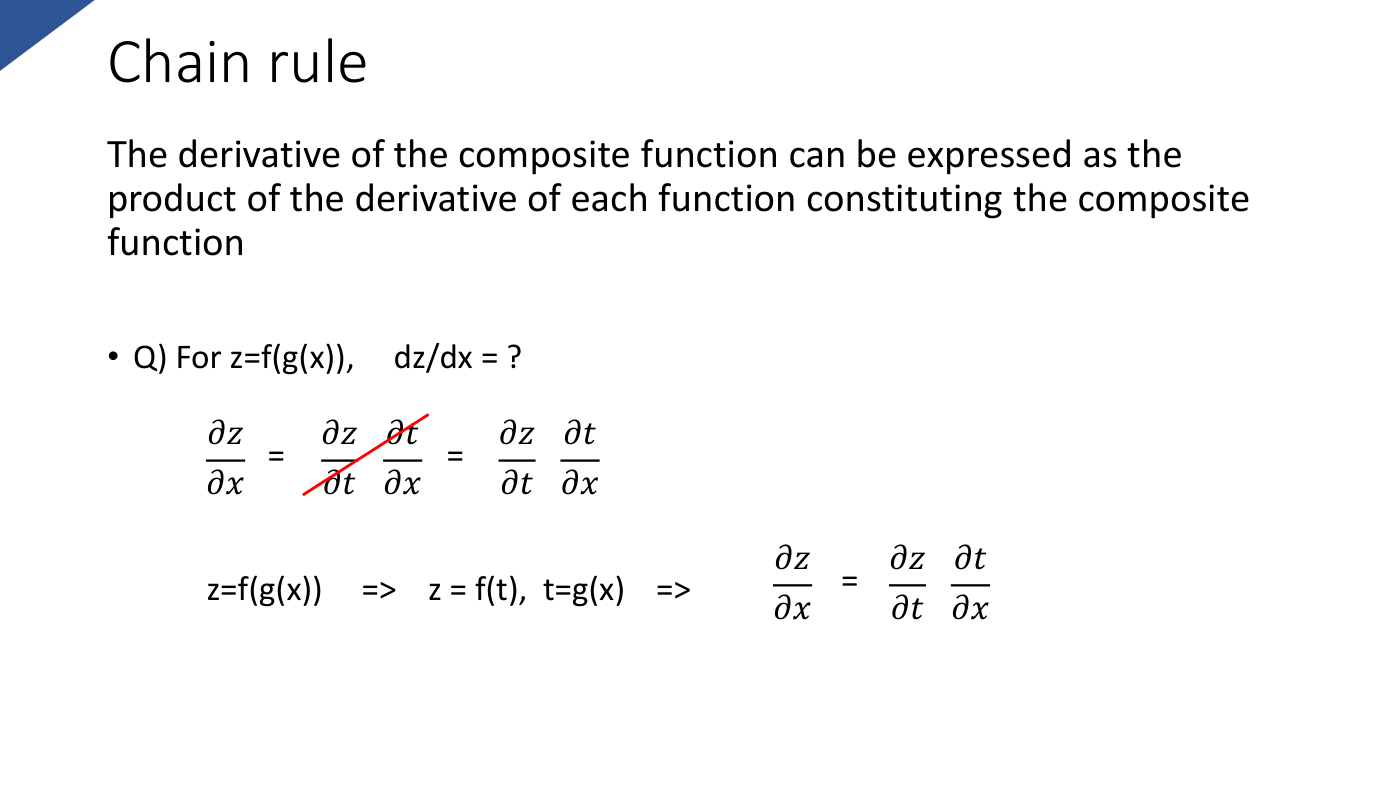 Chain rule
The derivative of the composite function can be expressed as the
product of the derivative of each function constituting the composite
function
• Q) For z=f(g(x)), dz/dx = ?
∂z/∂x = ∂z/∂t ∂t/∂x = ∂z/∂t ∂t/∂x
z=f(g(x)) => z = f(t), t=g(x) => ∂z/∂x = ∂z/∂t ∂t/∂x